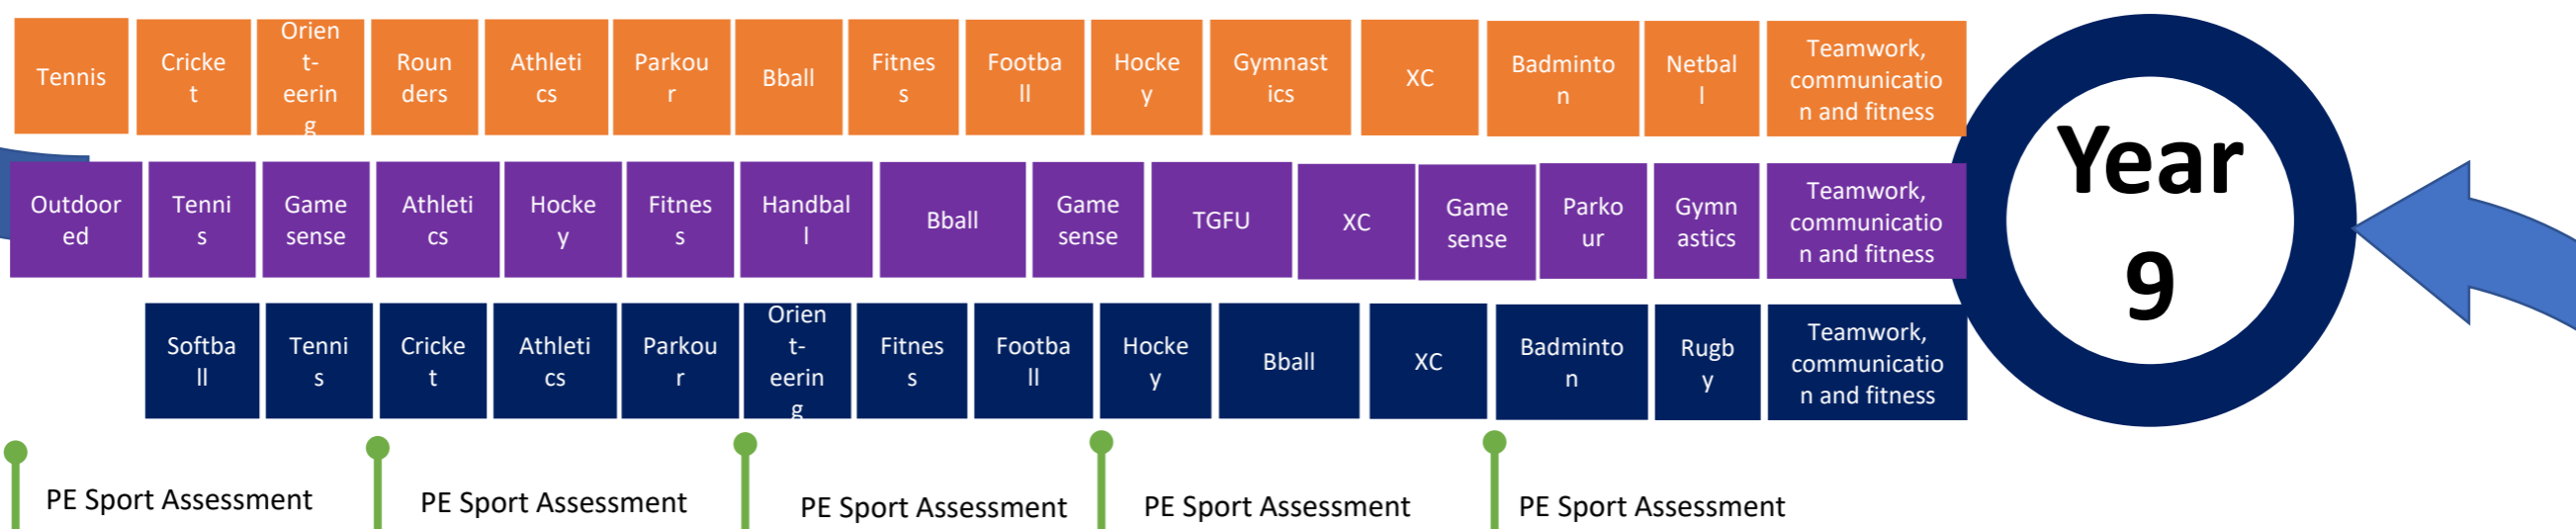 Tennis
Cricke
t
Orien
t-
eerin
g
Roun
ders
Athleti
cs
Parkou
r
Bball
Fitnes
s
Footba
ll
Hocke
y
Gymnast
ics
XC
Badminto
n
Netbal
l
Teamwork,
communicatio
n and fitness
Outdoor
ed
Tenni
s
Game
sense
Athleti
cs
Hocke
y
Fitnes
s
Handbal
l
Bball
Game
sense
TGFU
XC
Game
sense
Parko
ur
Gymn
astics
Teamwork,
communicatio
n and fitness
Softba
ll
Tenni
s
Cricke
t
Athleti
cs
Parkou
r
Orien
t-
eerin
g
Fitnes
s
Footba
ll
Hocke
y
Bball
XC
Badminto
n
Rugb
y
Teamwork,
communicatio
n and fitness
Year
9
PE Sport Assessment
PE Sport Assessment
PE Sport Assessment
PE Sport Assessment
PE Sport Assessment